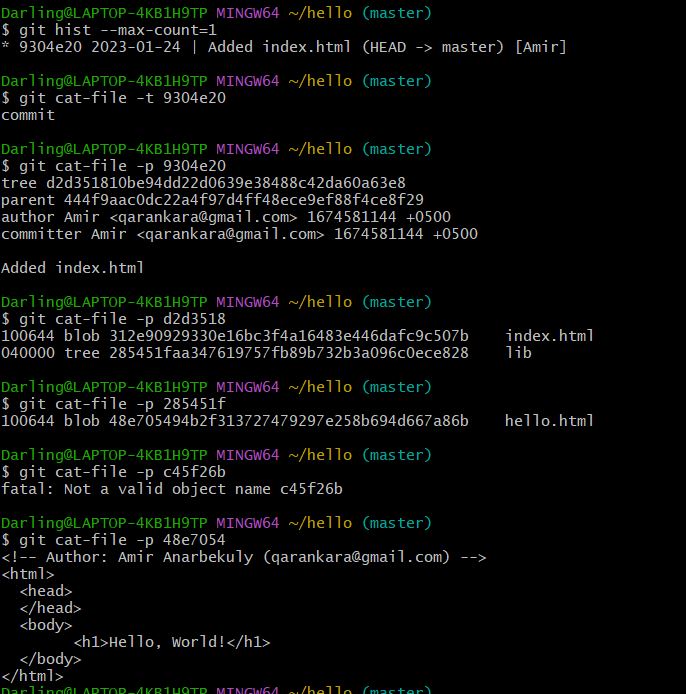 Darling@LAPTOP-4KB1H9TP MINGW64 ~/hello (master)
$ git hist --max-count=1
* 9304e20 2023-01-24 | Added index.html (HEAD -> master) [Amir]
Darling@LAPTOP-4KB1H9TP MINGW64 ~/hello (master)
$ git cat-file -t 9304e20
commit
Darling@LAPTOP-4KB1H9TP MINGW64 ~/hello (master)
$ git cat-file -p 9304e20
tree d2d351810be94dd22d0639e38488c42da60a63e8
parent 444f9aac0dc22a4f97d4ff48ece9ef88f4ce8f29
author Amir <qarankara@gmail.com> 1674581144 +0500
committer Amir <qarankara@gmail.com> 1674581144 +0500
Added index.html
Darling@LAPTOP-4KB1H9TP MINGW64 ~/hello (master)
$ git cat-file -p d2d3518
100644 blob 312e90929330e16bc3f4a16483e446dafc9c507b    index.html
040000 tree 285451faa347619757fb89b732b3a096c0ece828    lib
Darling@LAPTOP-4KB1H9TP MINGW64 ~/hello (master)
$ git cat-file -p 285451f
100644 blob 48e705494b2f313727479297e258b694d667a86b    hello.html
Darling@LAPTOP-4KB1H9TP MINGW64 ~/hello (master)
$ git cat-file -p c45f26b
fatal: Not a valid object name c45f26b
Darling@LAPTOP-4KB1H9TP MINGW64 ~/hello (master)
$ git cat-file -p 48e7054
<!-- Author: Amir Anarbekuly (qarankara@gmail.com) -->
<html>
  <head>
  </head>
  <body>
        <h1>Hello, World!</h1>
  </body>
</html>
Darling@LAPTOP-4KB1H9TP MINGW64 ~/hello (master)